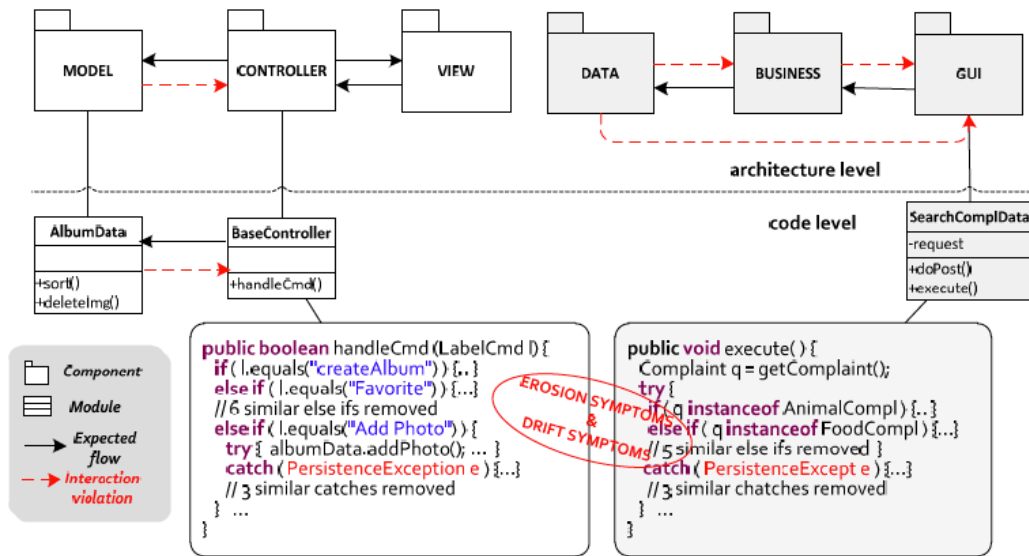 MODEL
CONTROLLER
VIEW
DATA
BUSINESS
GUI
architecture level
code level
AlbumData
+sort()
+deleteImg()
BaseController
+handleCmd()
SearchComplData
-request
+doPost()
+execute()
Component
Module
Expected
flow
Interaction
violation
public boolean handleCmd (LabelCmd l) {
if ( l.equals("createAlbum")) {..}
else if ( l.equals("Favorite")) {...}
// 6 similar else ifs removed
else if ( l.equals("Add Photo")) {
try { albumData.addPhoto(); ...
catch ( PersistenceException e ) {...}
// 3 similar catches removed
} ...
}
EROSION SYMPTOMS
&
DRIFT SYMPTOMS
public void execute( ) {
Complaint q = getComplaint();
try {
if ( q instanceof AnimalCompl) {..}
else if ( q instanceof FoodCompl) {...}
// 5 similar else ifs removed }
catch ( PersistenceExcept e ) {...}
// 3 similar chatches removed
} ...
}